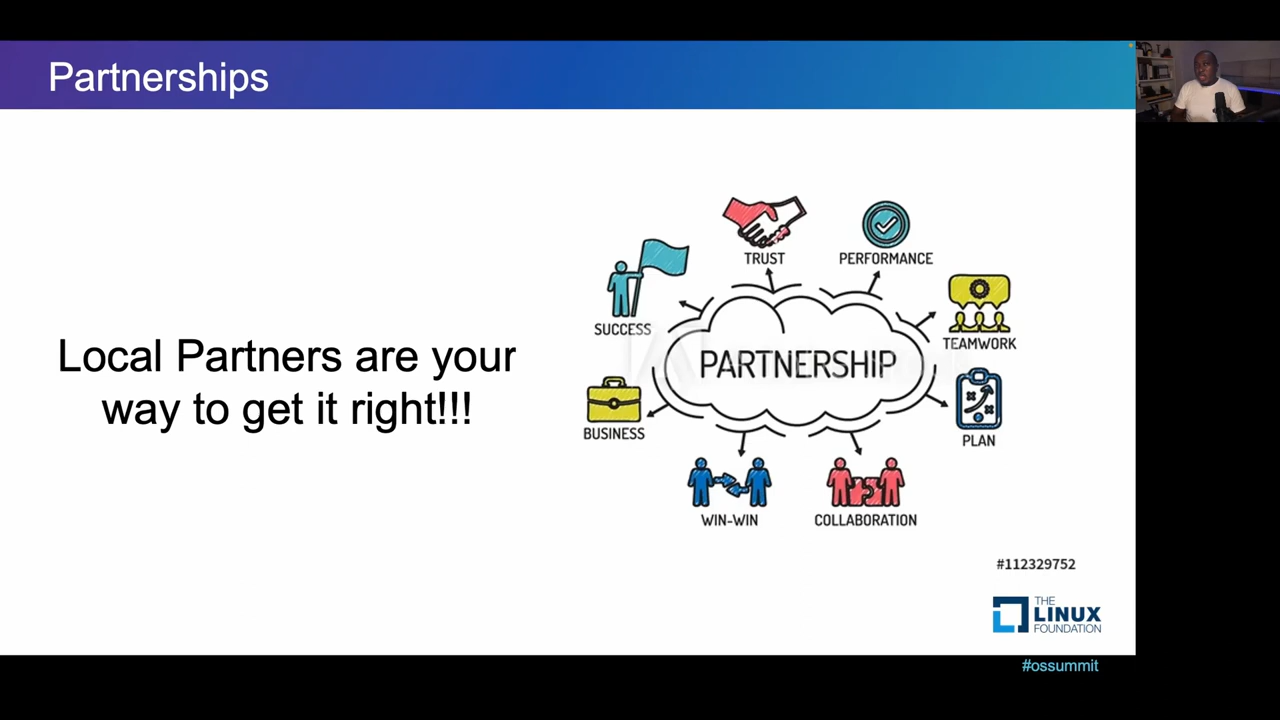 Partnerships
Local Partners are your
way to get it right!!!
TRUST
PERFORMANCE
SUCCESS
TEAMWORK
PARTNERSHIP
BUSINESS
PLAN
WIN-WIN
COLLABORATION
#112329752
THE
LINUX
FOUNDATION
#ossummit